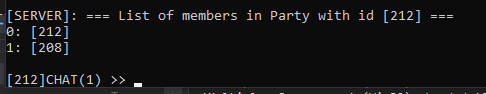 [SERVER]: === List of members in Party with id [212] ===
0: [212]
1: [208]
[212]CHAT(1) >> _